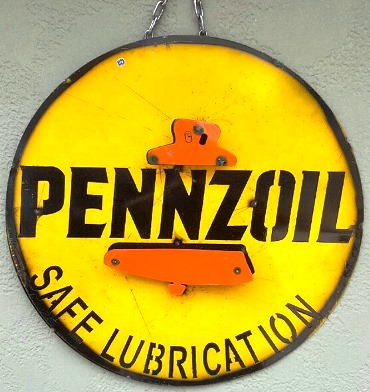 PENNZOIL
SAFE LUBRICATION